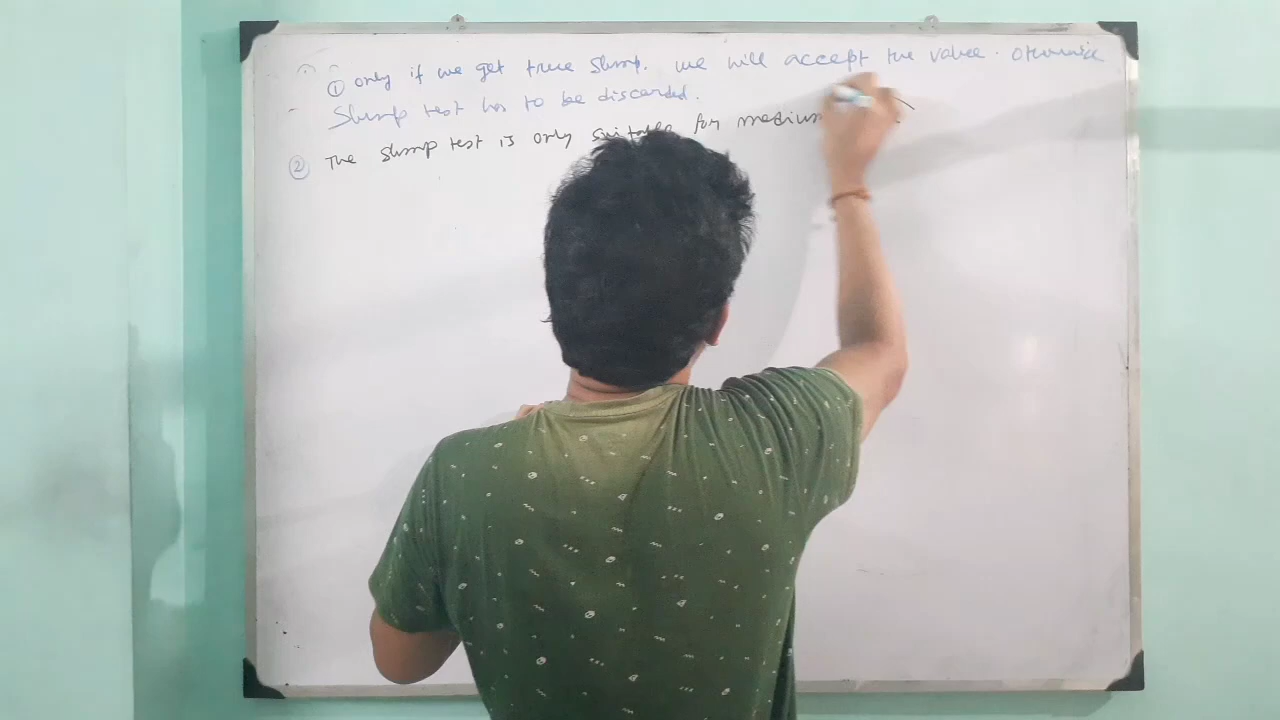 ① only if we get true slump. we will accept the value. Otherwise
Slump test has to be discarded.
② The slump test is only suitable for medium